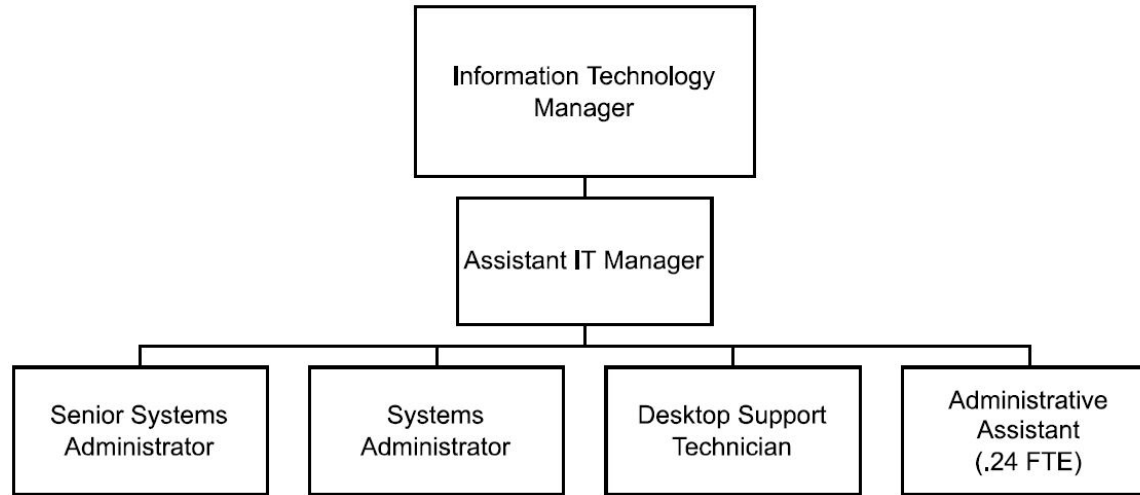 Information Technology
Manager
Assistant IT Manager
Senior Systems
Administrator
Systems
Administrator
Desktop Support
Technician
Administrative
Assistant
(.24 FTE)